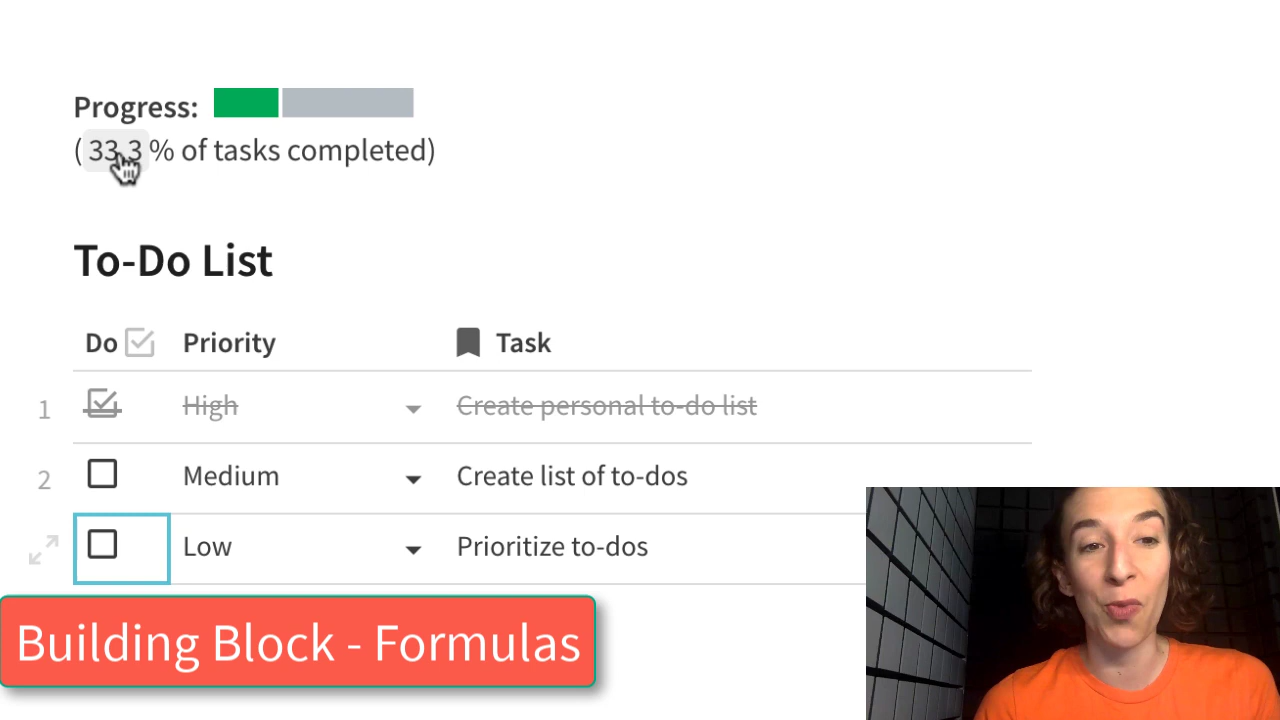 Progress:
( 33.3 % of tasks completed)
To-Do List
Do Priority Task
1 High Create personal to-do list
2 Medium Create list of to-dos
Low Prioritize to-dos
Building Block - Formulas